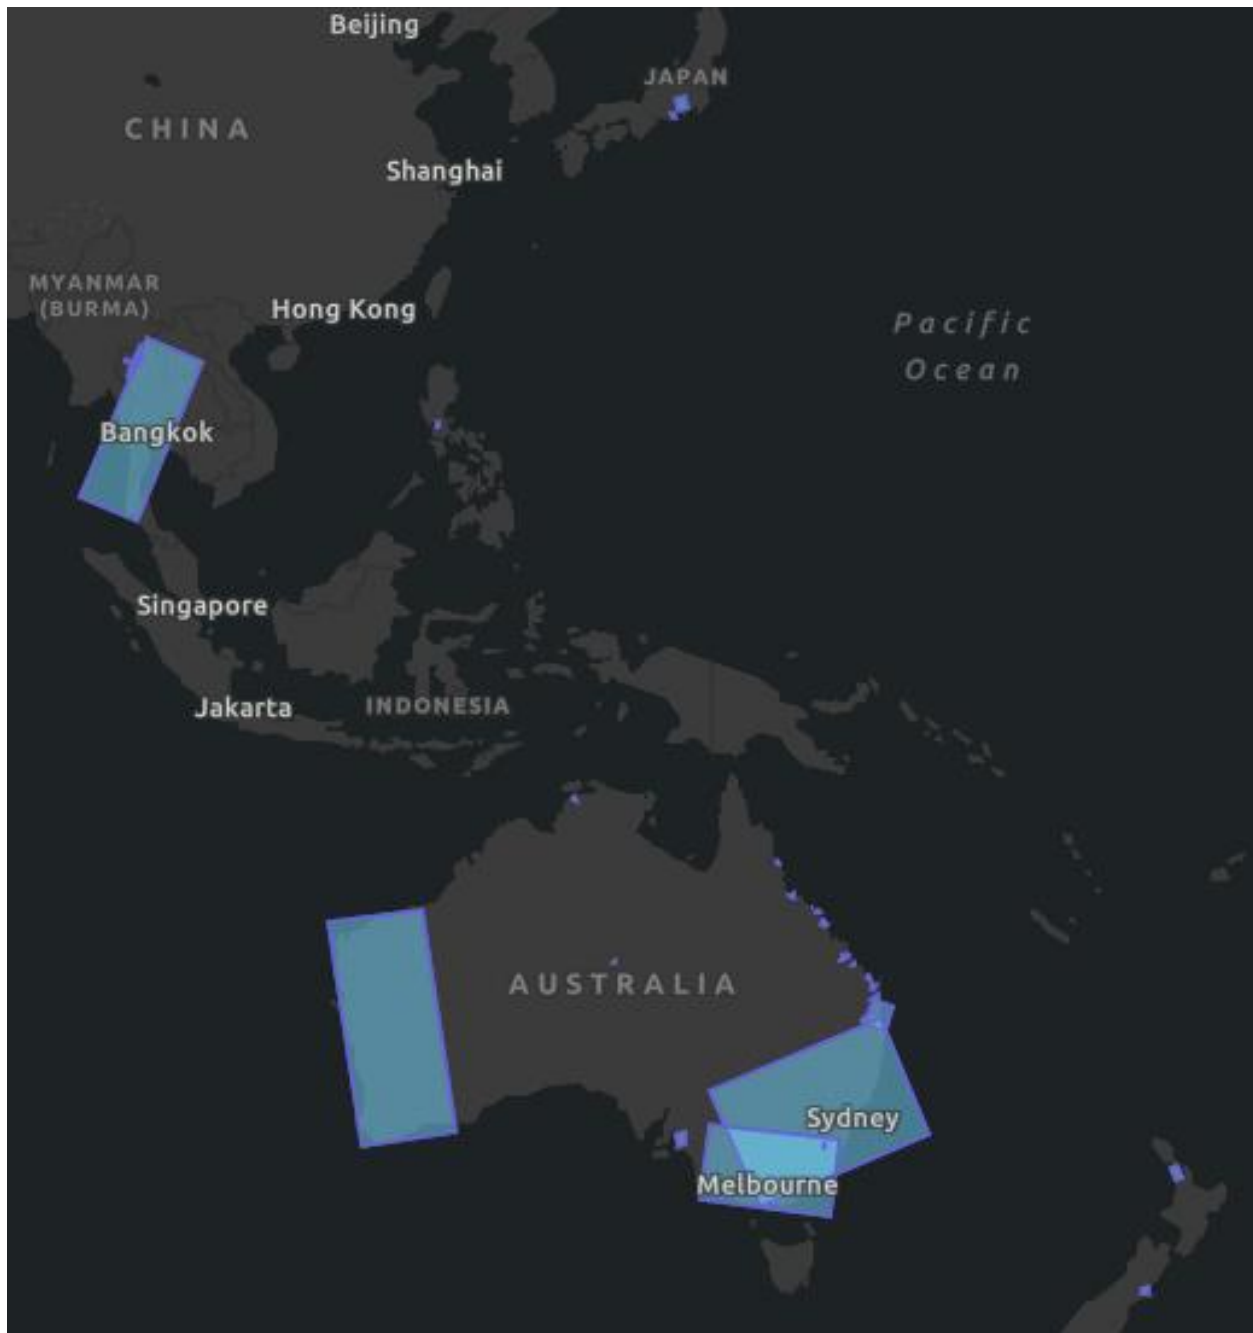 Beijing
JAPAN
CHINA
Shanghai
MYANMAR
(BURMA)
Hong Kong
Pacific
Ocean
Bangkok
Singapore
Jakarta
INDONESIA
AUSTRALIA
Sydney
Melbourne